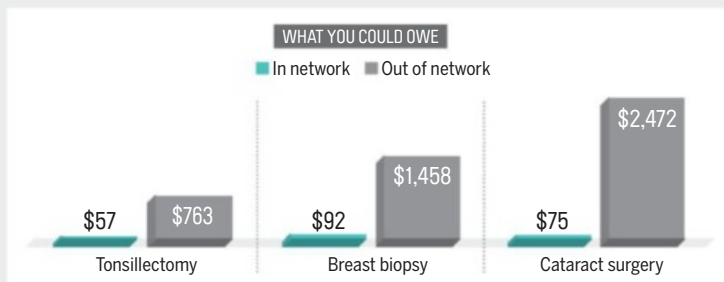 WHAT YOU COULD OWE
In network Out of network
$57 $763 $92 $1,458 $75 $2,472
Tonsillectomy Breast biopsy Cataract surgery